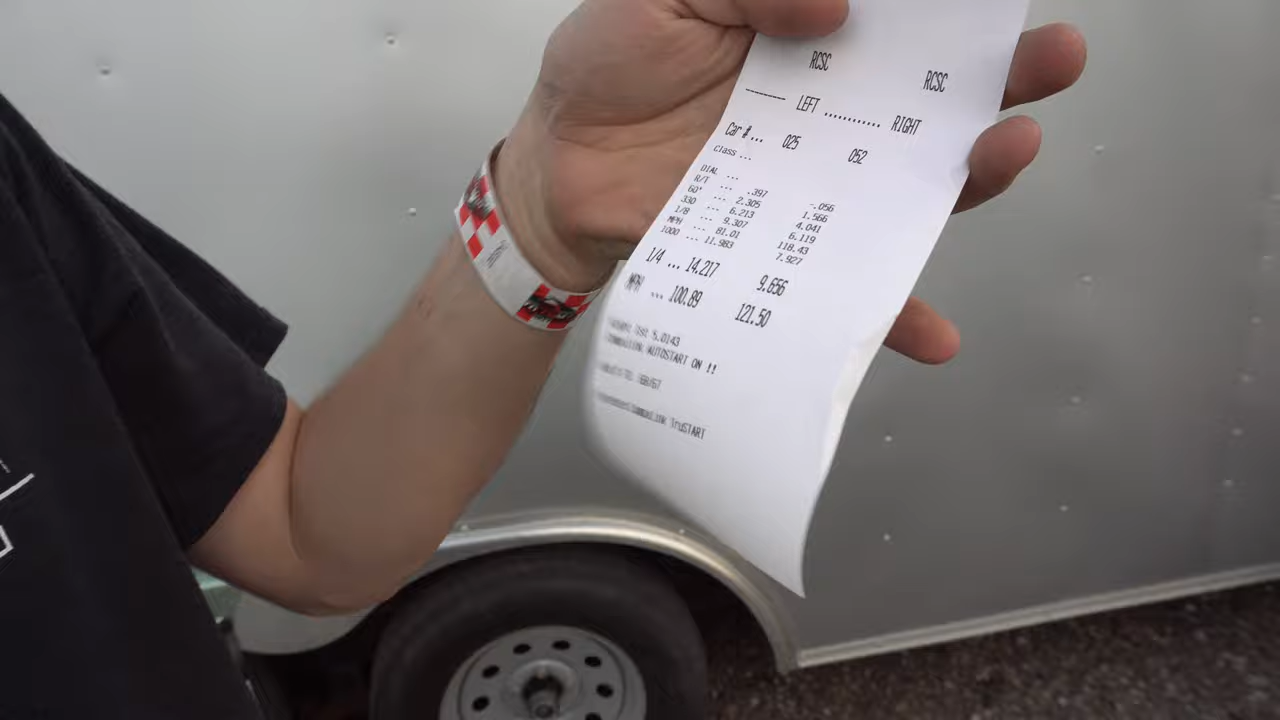 RCSC RCSC
-------- LEFT ............ RIGHT
Car #... 025 052
Class ...
DIAL ...
R/T ... .397 -.056
60' ... 2.305 1.566
330 ... 6.213 4.041
1/8 ... 9.307 6.119
MPH ... 81.01 118.43
1000 ... 11.983 7.927
1/4 ... 14.217 9.656
MPH ... 100.89 121.50
5.0143
AUTOSTART ON !!
TruSTART